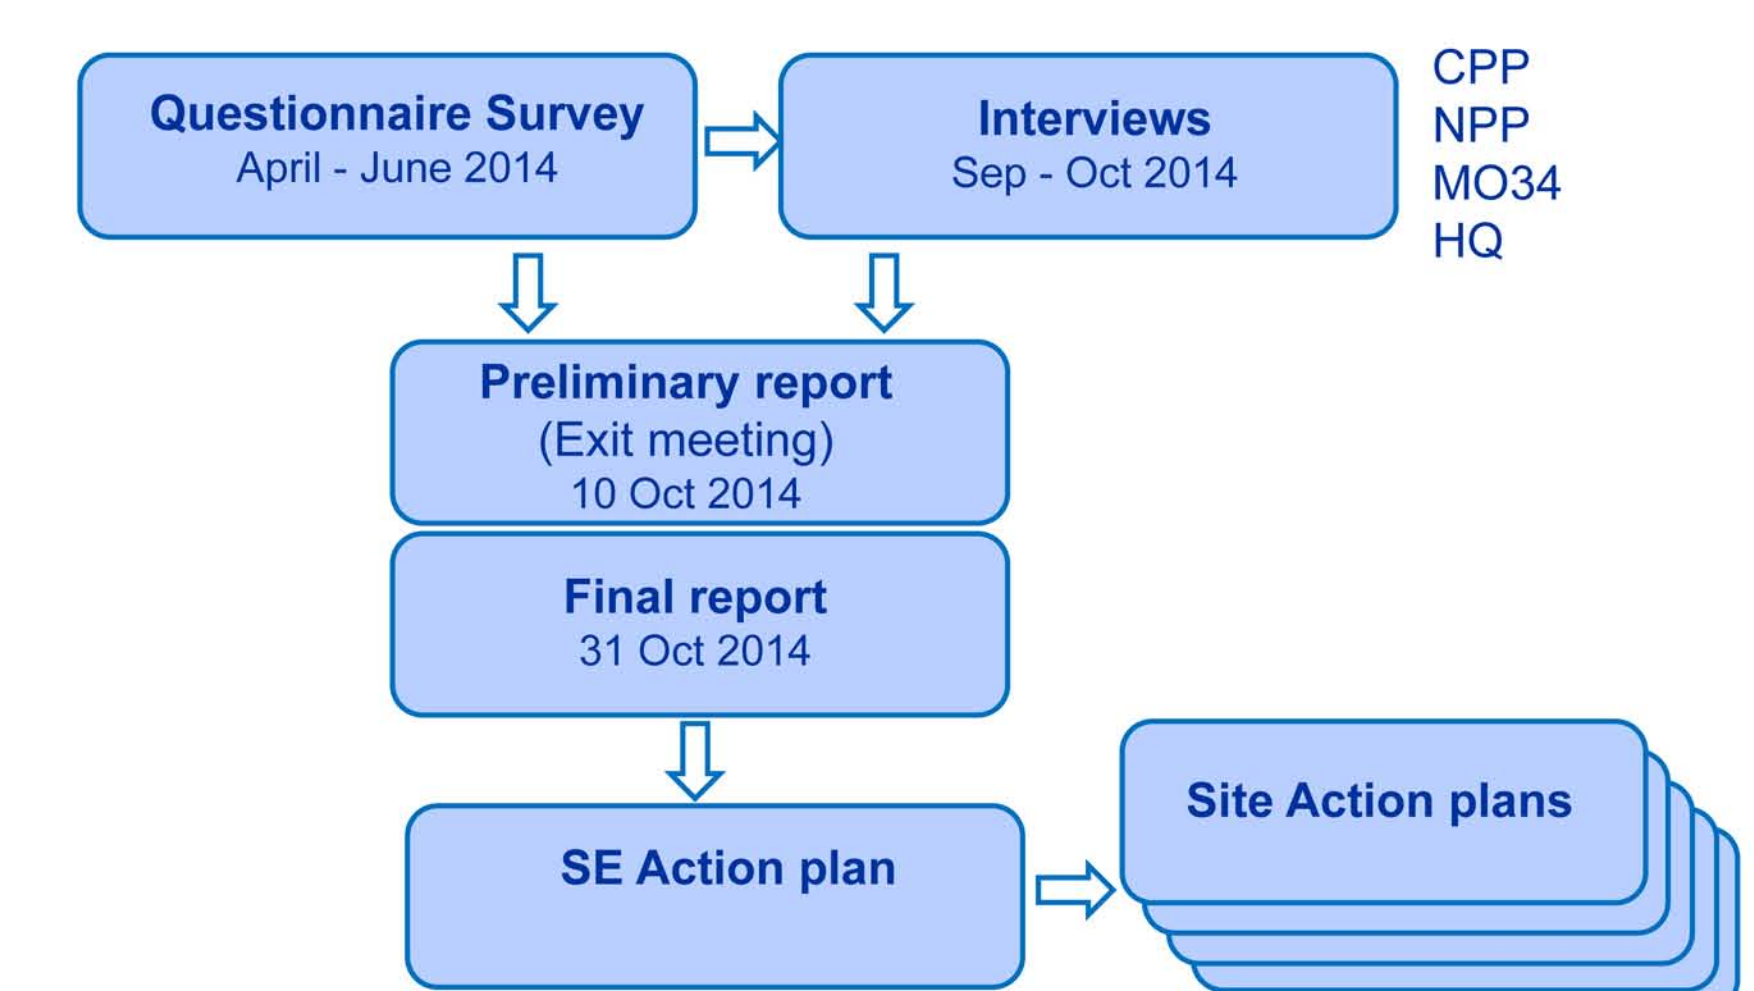 Questionnaire Survey
April - June 2014
Interviews
Sep - Oct 2014
CPP
NPP
MO34
HQ
Preliminary report
(Exit meeting)
10 Oct 2014
Final report
31 Oct 2014
SE Action plan
Site Action plans